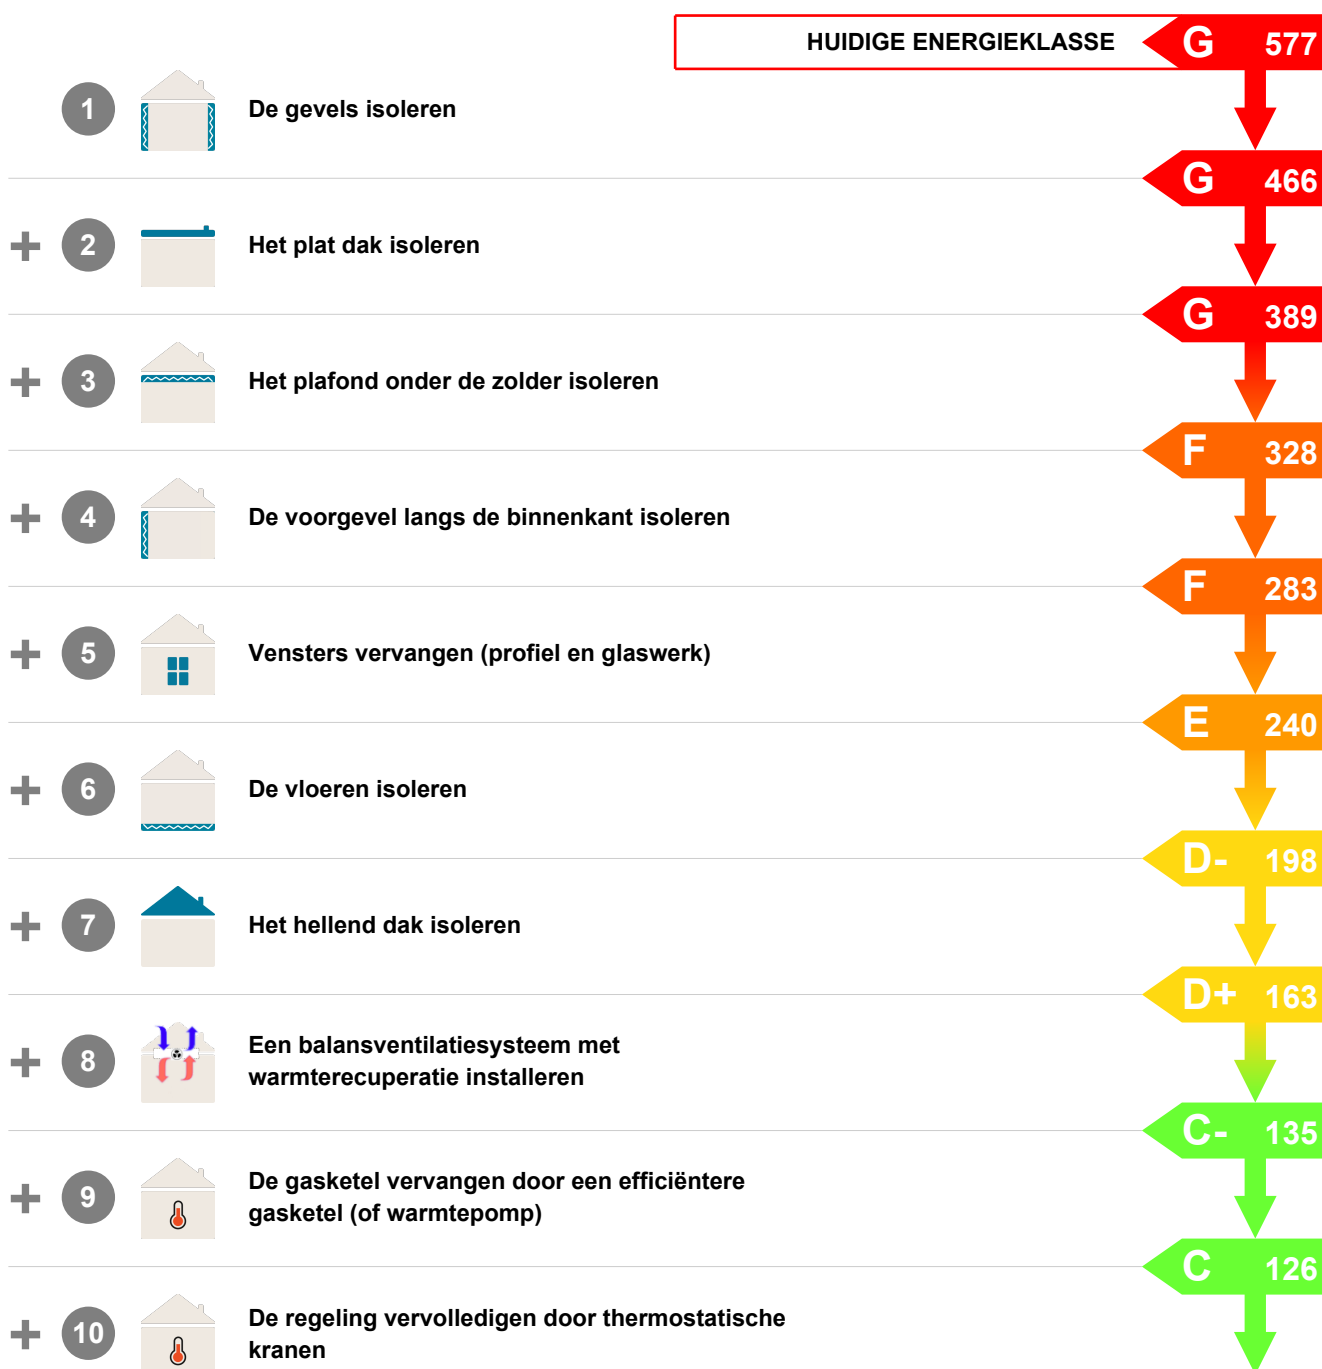 HUIDIGE ENERGIEKLASSE G 577
1 De gevels isoleren
G 466
+ 2 Het plat dak isoleren
G 389
+ 3 Het plafond onder de zolder isoleren
F 328
+ 4 De voorgevel langs de binnenkant isoleren
F 283
+ 5 Vensters vervangen (profiel en glaswerk)
E 240
+ 6 De vloeren isoleren
D- 198
+ 7 Het hellend dak isoleren
D+ 163
+ 8 Een balansventilatiesysteem met
warmterecuperatie installeren
C- 135
+ 9 De gasketel vervangen door een efficiëntere
gasketel (of warmtepomp)
C 126
+ 10 De regeling vervolledigen door thermostatische
kranen